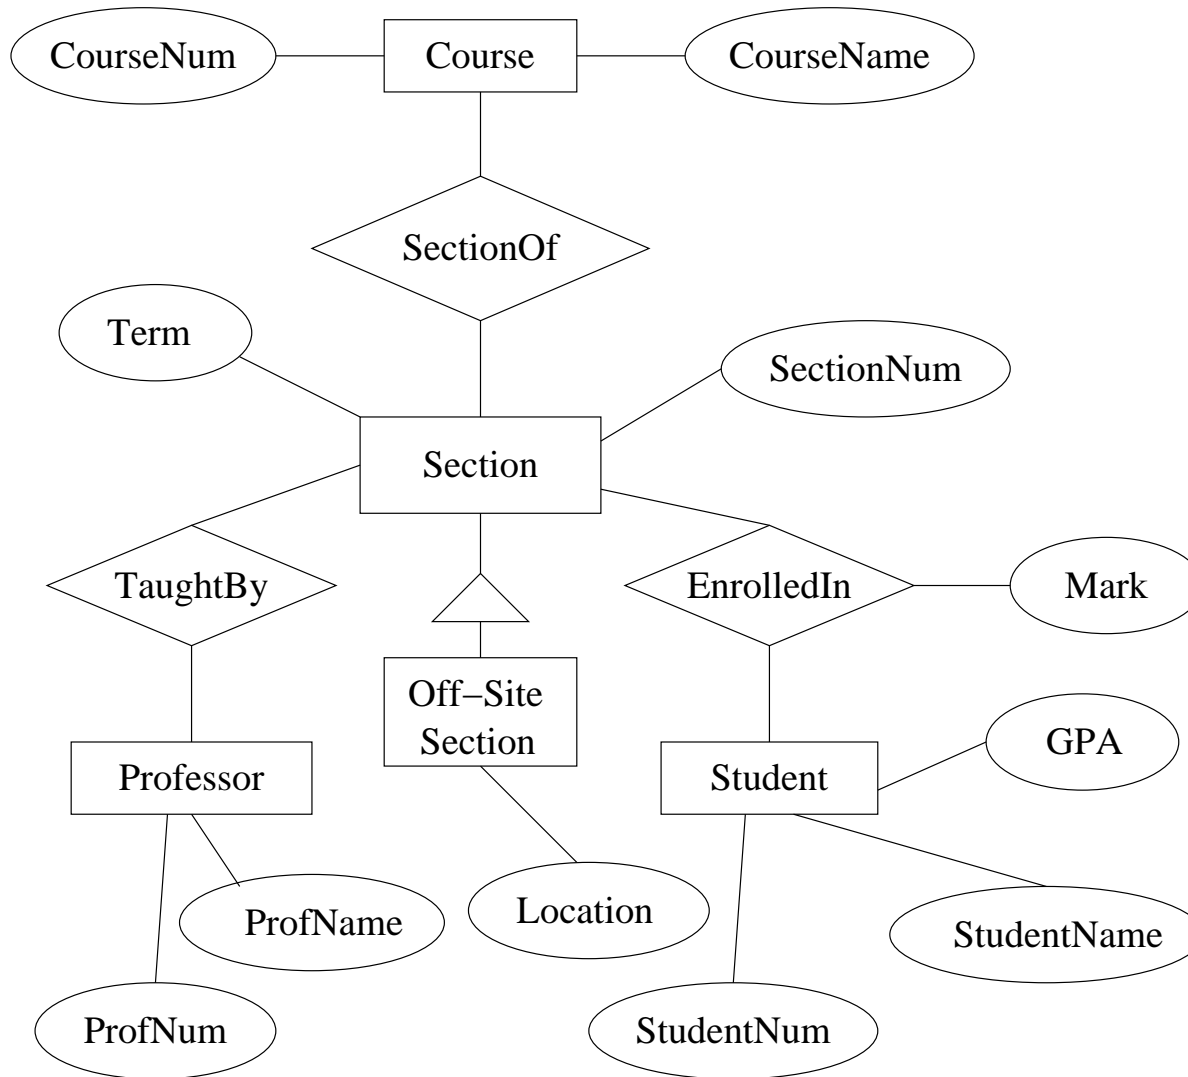 CourseNum
Course
CourseName
SectionOf
Term
SectionNum
Section
TaughtBy
EnrolledIn
Mark
Off−Site
Section
GPA
Professor
Student
ProfName
Location
StudentName
ProfNum
StudentNum